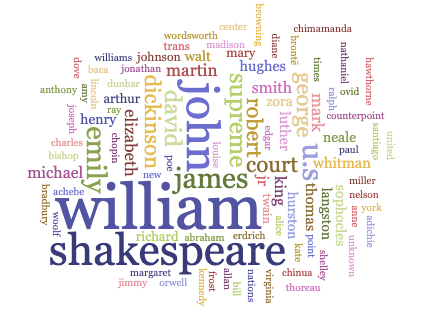 browning
center
chimamanda
wordsworth
trans
madison
diane
brontë
nathaniel
dove
williams
johnson
walt
mary
times
hawthorne
baca
jonathan
martin
hughes
george
ralph
ovid
amy
lincoln
dunbar
dickinson
david
john
supreme
smith
mark
counterpoint
anthony
arthur
zora
joseph
ray
elizabeth
robert
luther
santiago
united
henry
emily
chopin
poe
louise
edgar
u.s
neale
charles
bishop
paul
court
whitman
michael
new
james
jr
king
achebe
william
twain
hurston
thomas
langston
sophocles
miller
nelson
bradbury
woolf
alice
anne
york
adichie
richard
abraham
erdrich
point
unknown
shakespeare
kate
shelley
margaret
kennedy
frost
allan
bill
nations
virginia
chinua
jimmy
orwell
thoreau